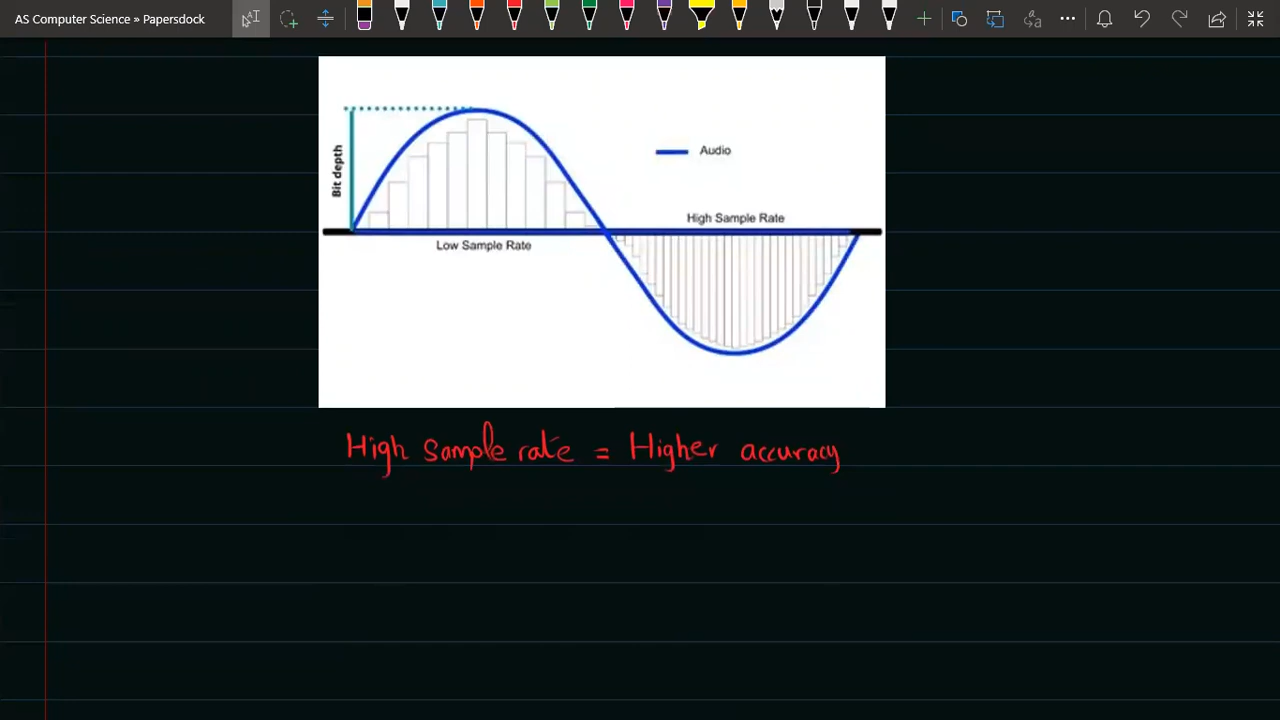 AS Computer Science » Papersdock
Bit depth
Audio
High Sample Rate
Low Sample Rate
High sample rate = Higher accuracy